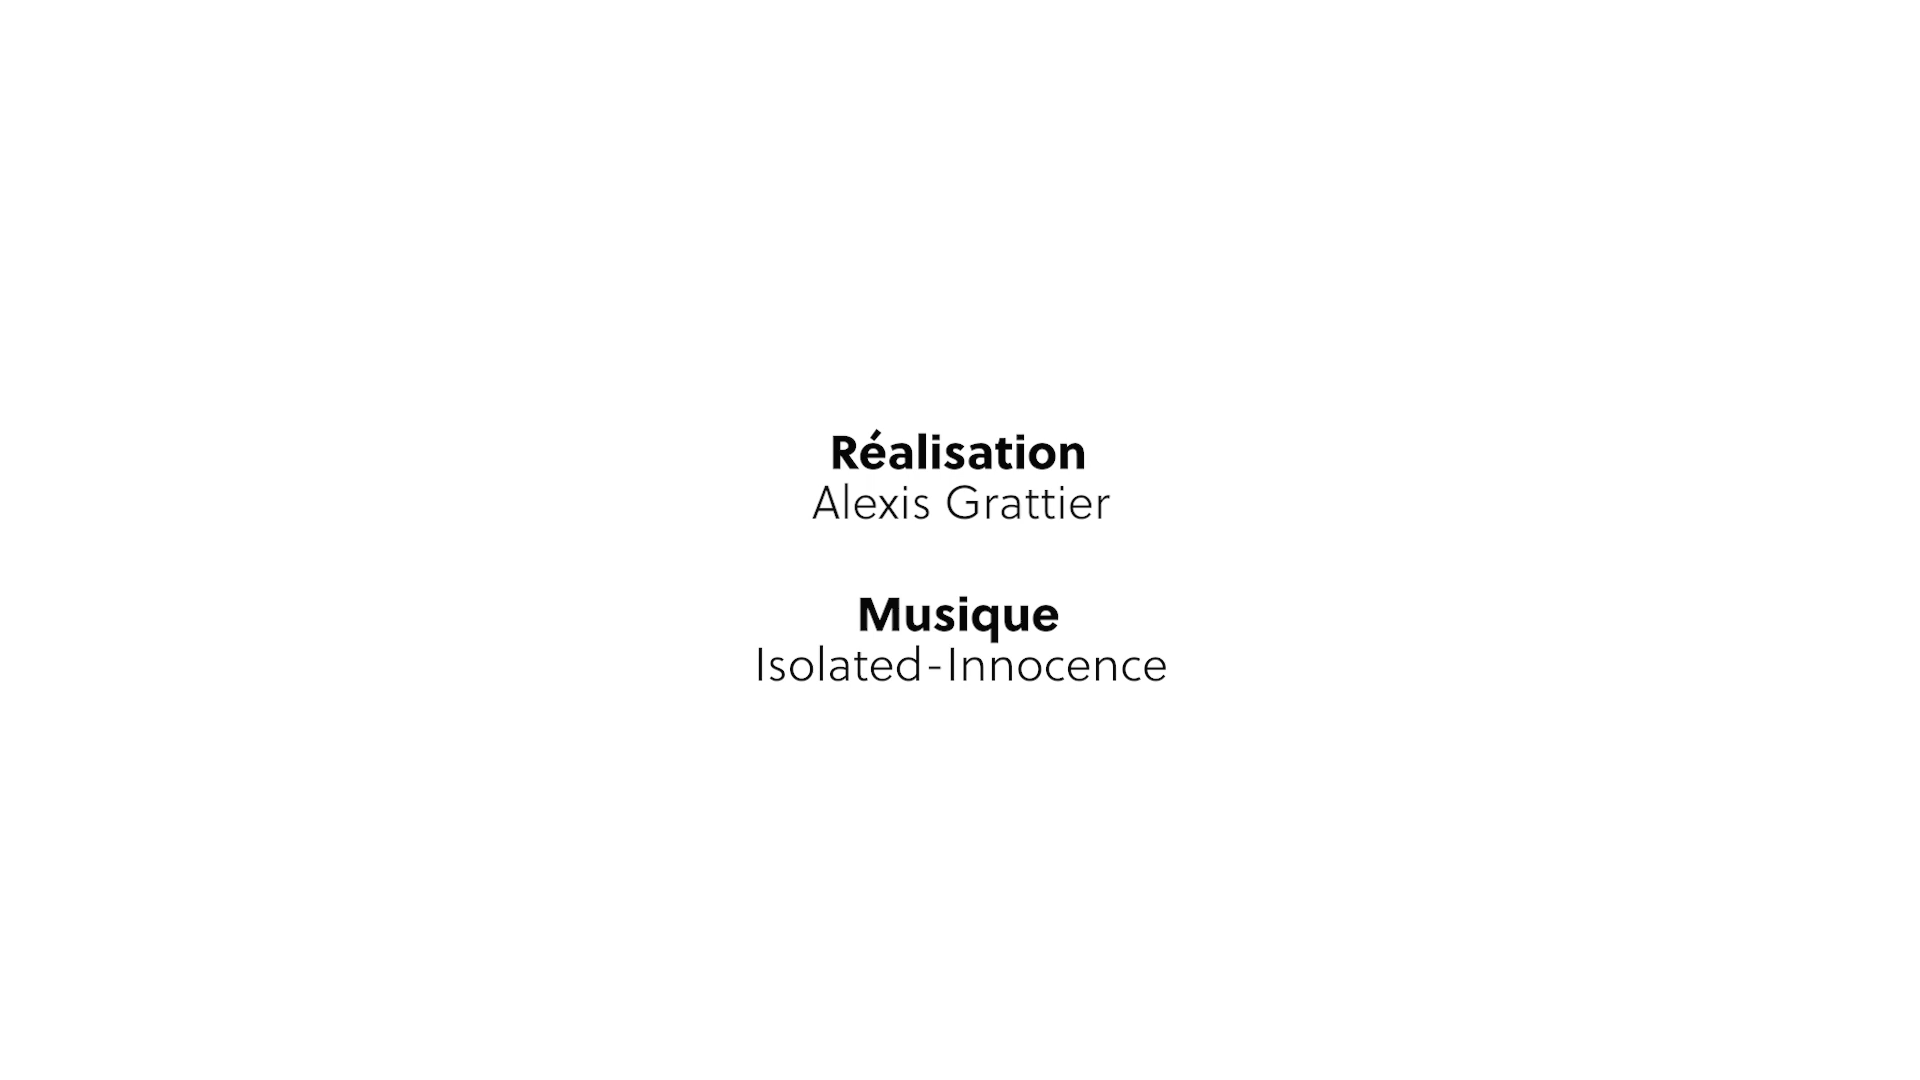 Réalisation
Alexis Grattier
Musique
Isolated-Innocence